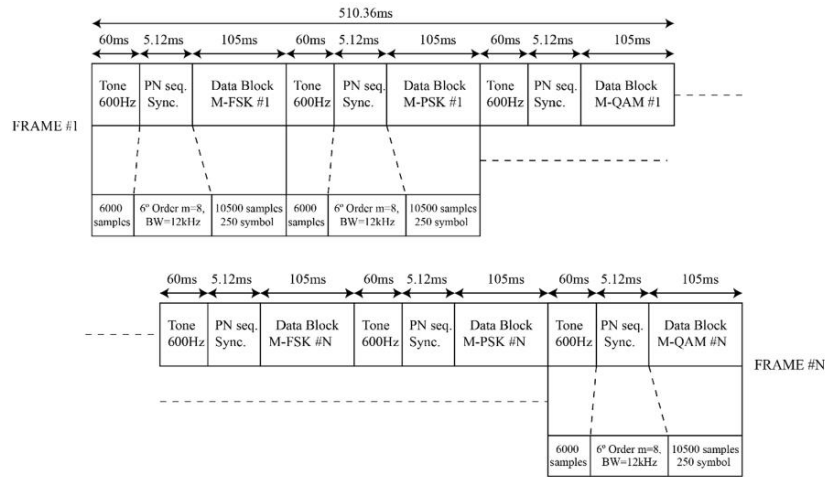 510.36ms
60ms 5.12ms 105ms 60ms 5.12ms 105ms 60ms 5.12ms 105ms
Tone PN seq. Data Block Tone PN seq. Data Block Tone PN seq. Data Block
600Hz Sync. M-FSK #1 600Hz Sync. M-PSK #1 600Hz Sync. M-QAM #1
FRAME #1
6000 6º Order m=8, 10500 samples 6000 6º Order m=8, 10500 samples
samples BW=12kHz 250 symbol samples BW=12kHz 250 symbol
60ms 5.12ms 105ms 60ms 5.12ms 105ms 60ms 5.12ms 105ms
Tone PN seq. Data Block Tone PN seq. Data Block Tone PN seq. Data Block
600Hz Sync. M-FSK #N 600Hz Sync. M-PSK #N 600Hz Sync. M-QAM #N
FRAME #N
6000 6º Order m=8, 10500 samples
samples BW=12kHz 250 symbol